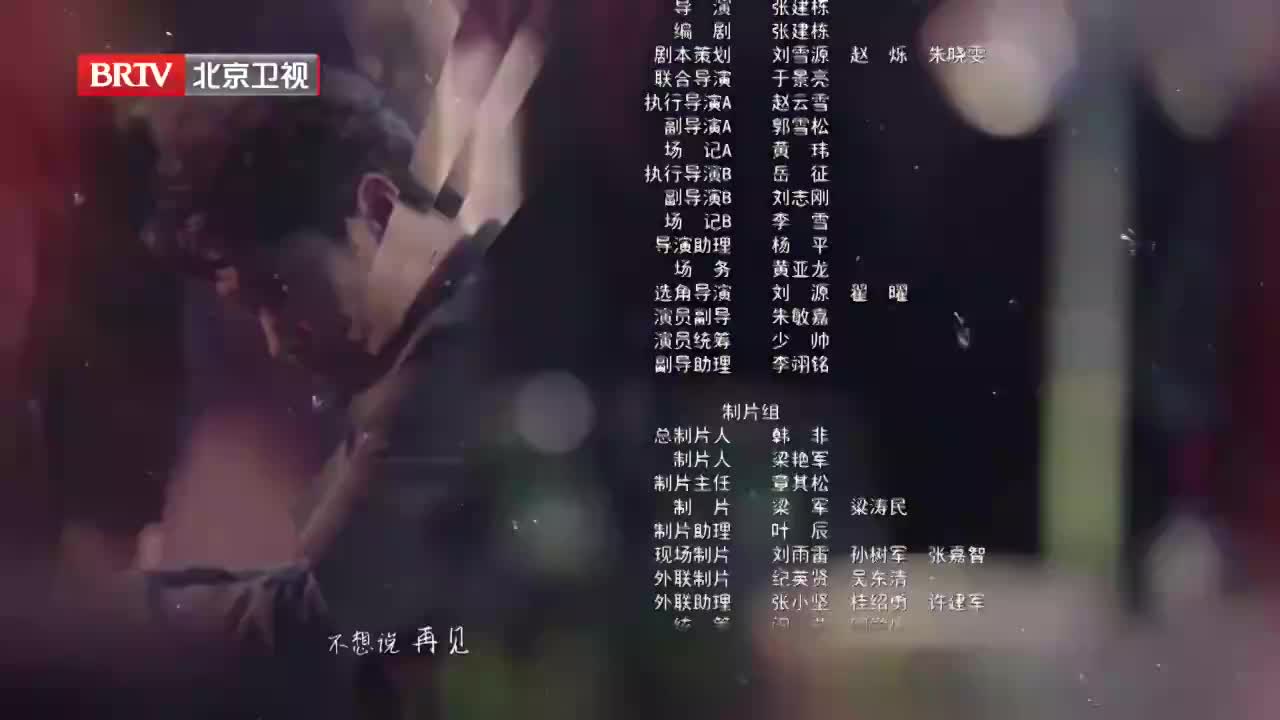 BRTV 北京卫视
导 演 张建栋
编 剧 张建栋
剧本策划 刘雪源 赵 烁 朱晓雯
联合导演 于景亮
执行导演A 赵云雪
副导演A 郭雪松
场 记A 黄 玮
执行导演B 岳 征
副导演B 刘志刚
场 记B 李 雪
导演助理 杨 平
场 务 黄亚龙
选角导演 刘 源 翟 曜
演员副导 朱敏嘉
演员统筹 少 帅
副导助理 李翊铭
制片组
总制片人 韩 非
制片人 梁艳军
制片主任 章其松
制 片 梁 军 梁涛民
制片助理 叶 辰
现场制片 刘雨雷 孙树军 张嘉智
外联制片 纪英贤 吴东清
外联助理 张小坚 桂绍勇 许建军
统 筹
不想说再见